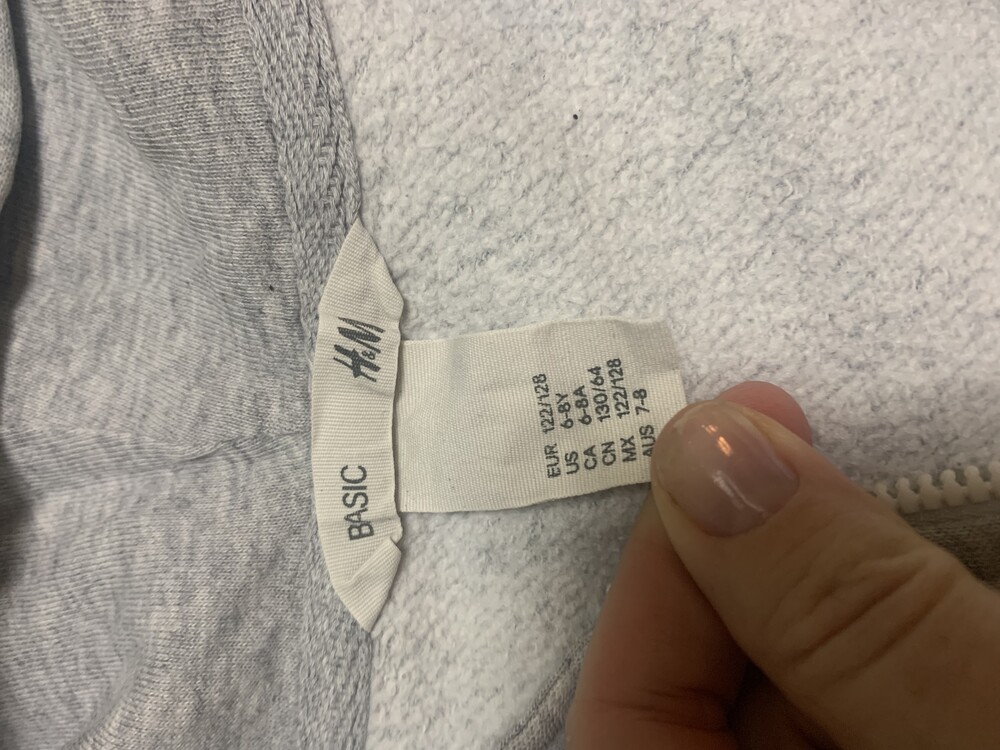 BASIC H&M
EUR 122/128
US 6-8Y
CA 6-8A
CN 130/64
MX 122/128
AUS 7-8